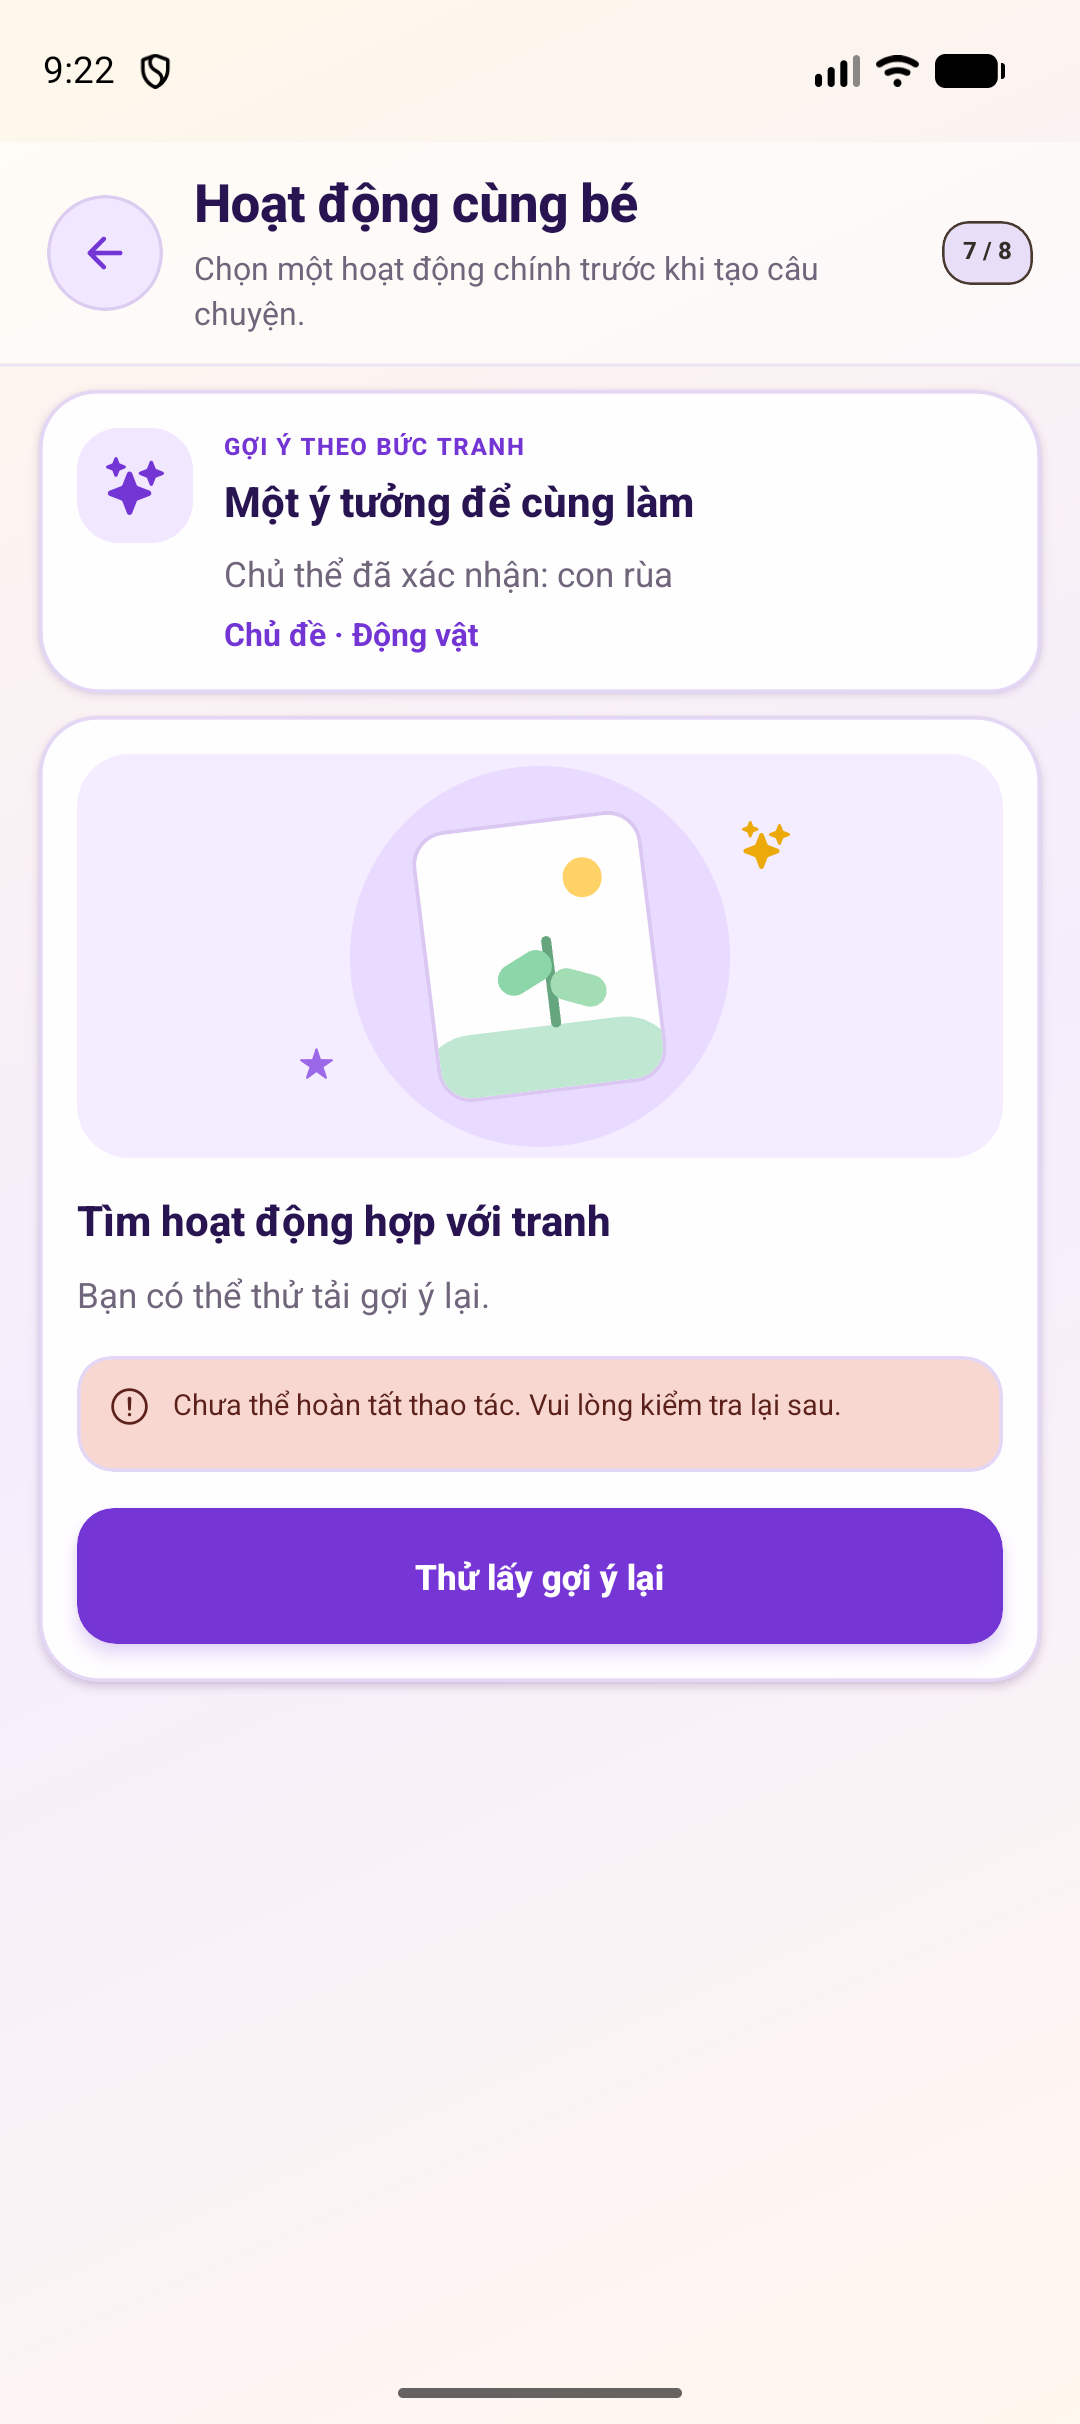 9:22
Hoạt động cùng bé
Chọn một hoạt động chính trước khi tạo câu
chuyện.
7 / 8
GỢI Ý THEO BỨC TRANH
Một ý tưởng để cùng làm
Chủ thể đã xác nhận: con rùa
Chủ đề · Động vật
Tìm hoạt động hợp với tranh
Bạn có thể thử tải gợi ý lại.
Chưa thể hoàn tất thao tác. Vui lòng kiểm tra lại sau.
Thử lấy gợi ý lại